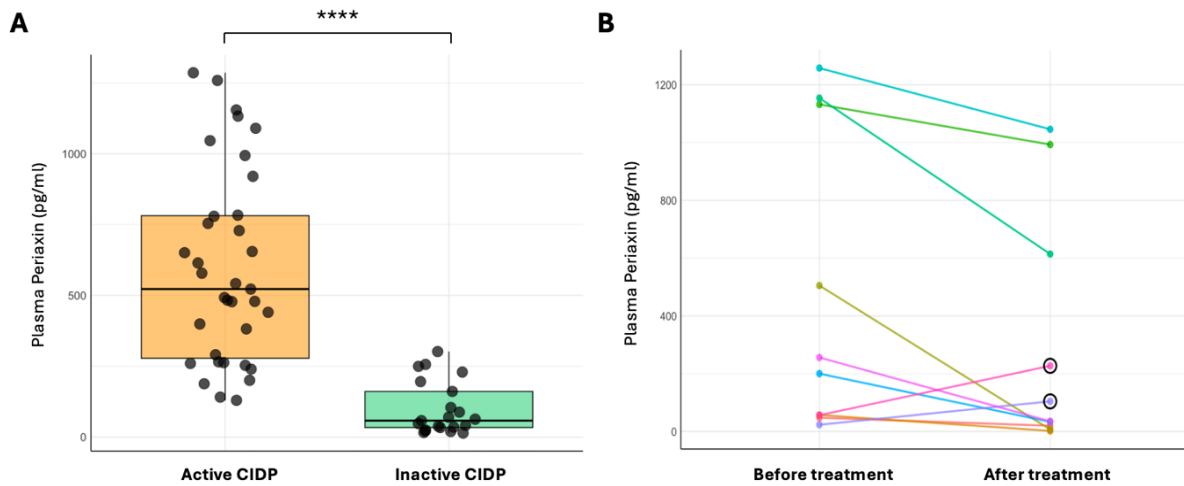 A
****
Plasma Periaxin (pg/ml)
1000
500
0
Active CIDP
Inactive CIDP
B
Plasma Periaxin (pg/ml)
1200
800
400
0
Before treatment
After treatment